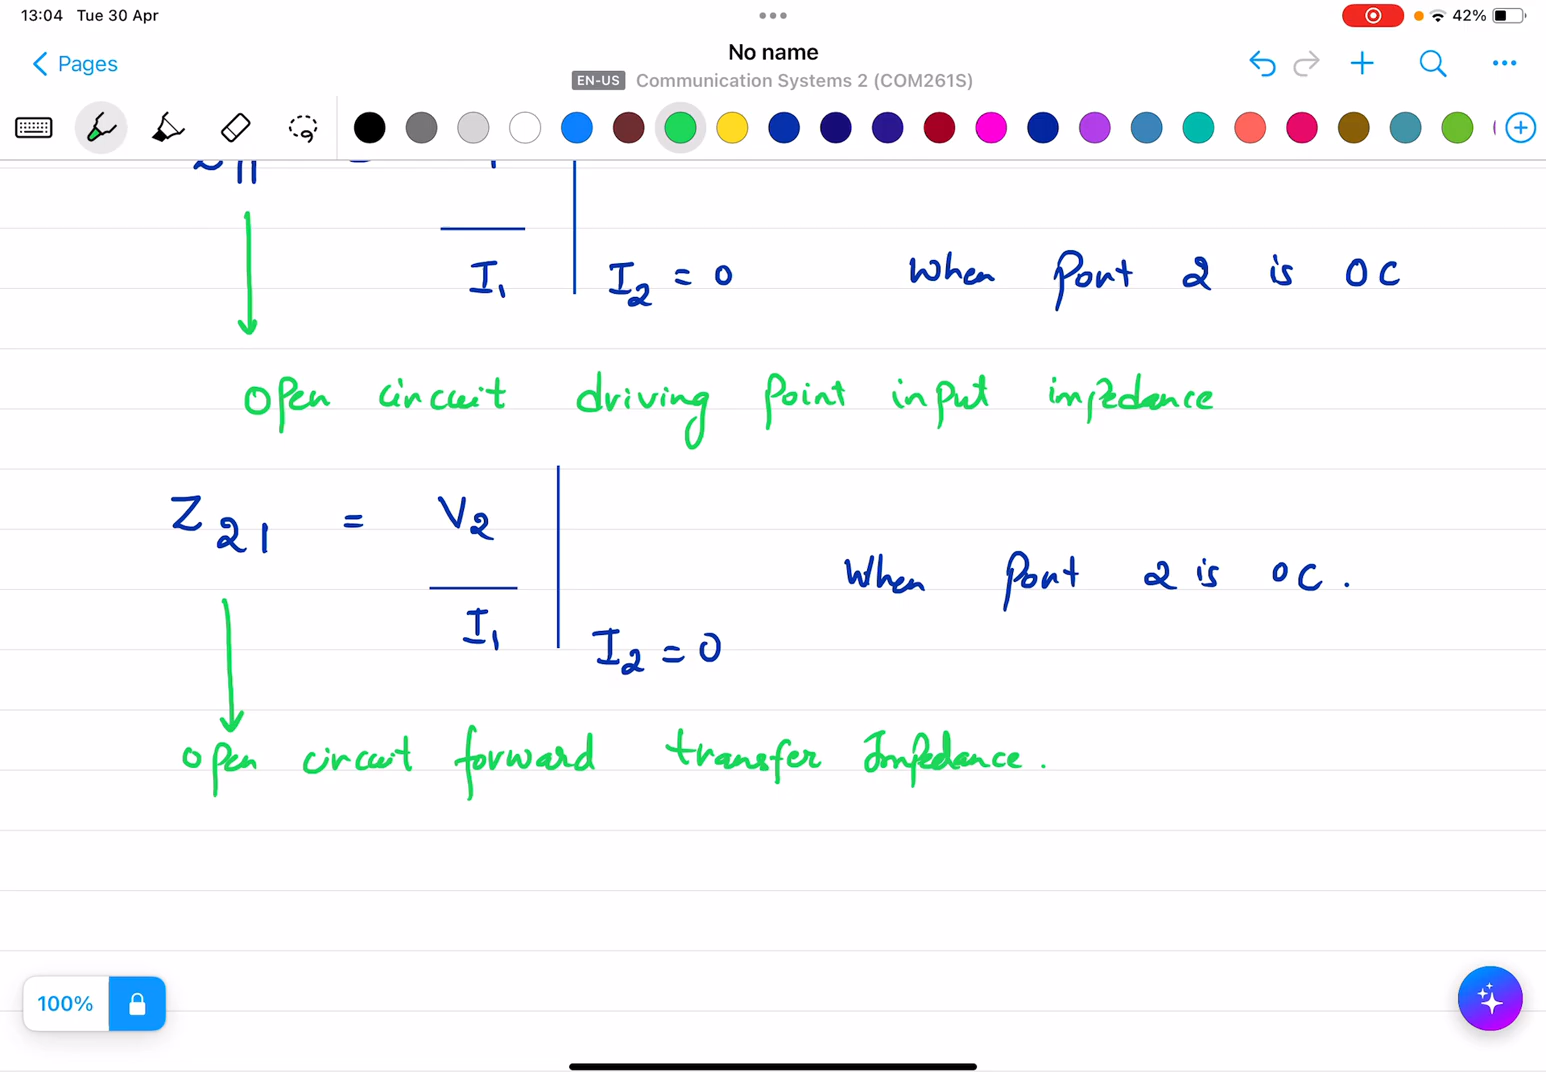 13:04 Tue 30 Apr
42%
Pages
No name
EN-US Communication Systems 2 (COM261S)
Z11 =
I1 | I2 = 0 When Port 2 is OC
Open circuit driving point input impedance
Z21 = V2
When Port 2 is OC.
I1 | I2 = 0
Open circuit forward transfer Impedance.
100%